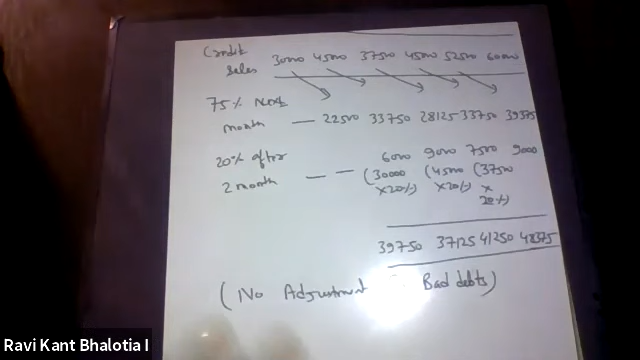 Credit 30000 45000 37500 45000 52500 60000
Sales
75% Next
month — 22500 33750 28125 33750 39375
20% after 6000 9000 7500 9000
2 month — — (30000 (45000 (37500
×20%) ×20%) ×
20%)
39750 37125 41250 48375
(No Adjustment Bad debts)
Ravi Kant Bhalotia I